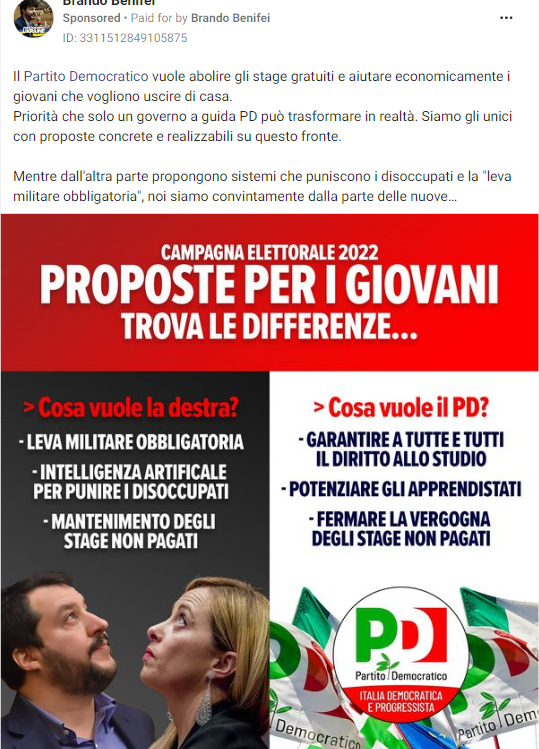 Brando Benifei
Sponsored • Paid for by Brando Benifei
ID: 3311512849105875
Il Partito Democratico vuole abolire gli stage gratuiti e aiutare economicamente i
giovani che vogliono uscire di casa.
Priorità che solo un governo a guida PD può trasformare in realtà. Siamo gli unici
con proposte concrete e realizzabili su questo fronte.
Mentre dall'altra parte propongono sistemi che puniscono i disoccupati e la "leva
militare obbligatoria", noi siamo convintamente dalla parte delle nuove...
CAMPAGNA ELETTORALE 2022
PROPOSTE PER I GIOVANI
TROVA LE DIFFERENZE...
> Cosa vuole la destra?
- LEVA MILITARE OBBLIGATORIA
- INTELLIGENZA ARTIFICALE
PER PUNIRE I DISOCCUPATI
- MANTENIMENTO DEGLI
STAGE NON PAGATI
> Cosa vuole il PD?
- GARANTIRE A TUTTE E TUTTI
IL DIRITTO ALLO STUDIO
- POTENZIARE GLI APPRENDISTATI
- FERMARE LA VERGOGNA
DEGLI STAGE NON PAGATI
PD
Partito Democratico
ITALIA DEMOCRATICA
E PROGRESSISTA
Democratico
Partito Dem